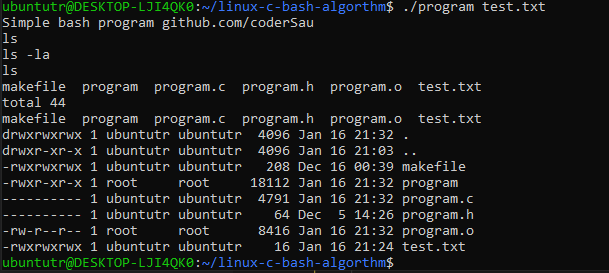 ubuntutr@DESKTOP-LJI4QK0:~/linux-c-bash-algorthm$ ./program test.txt
Simple bash program github.com/coderSau
ls
ls -la
ls
makefile  program  program.c  program.h  program.o  test.txt
total 44
makefile  program  program.c  program.h  program.o  test.txt
drwxrwxrwx 1 ubuntutr ubuntutr  4096 Jan 16 21:32 .
drwxr-xr-x 1 ubuntutr ubuntutr  4096 Jan 16 21:03 ..
-rwxrwxrwx 1 ubuntutr ubuntutr   208 Dec 16 00:39 makefile
-rwxr-xr-x 1 root     root     18112 Jan 16 21:32 program
---------- 1 ubuntutr ubuntutr  4791 Jan 16 21:32 program.c
---------- 1 ubuntutr ubuntutr    64 Dec  5 14:26 program.h
-rw-r--r-- 1 root     root      8416 Jan 16 21:32 program.o
-rwxrwxrwx 1 ubuntutr ubuntutr    16 Jan 16 21:24 test.txt
ubuntutr@DESKTOP-LJI4QK0:~/linux-c-bash-algorthm$